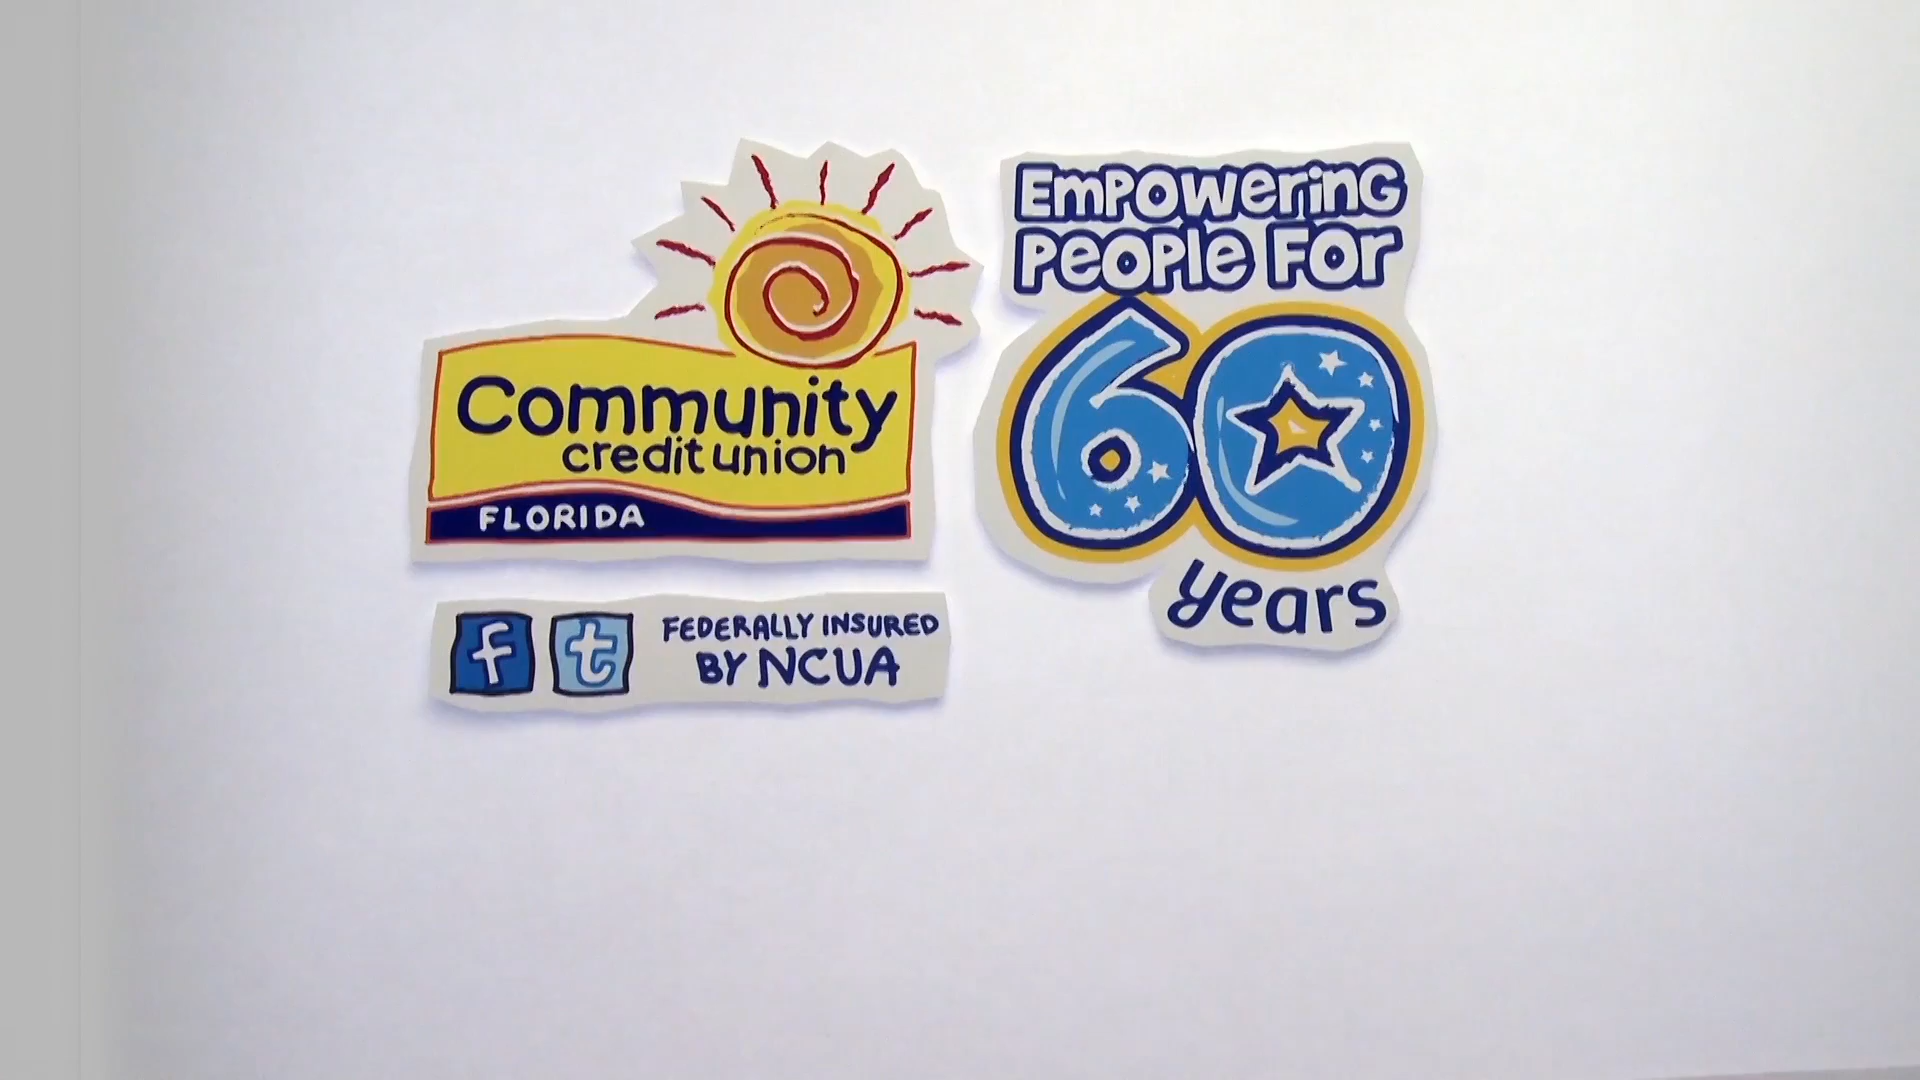 Community
credit union
FLORIDA
f t FEDERALLY INSURED
BY NCUA
EmPOWering
PeoPle For
60
years